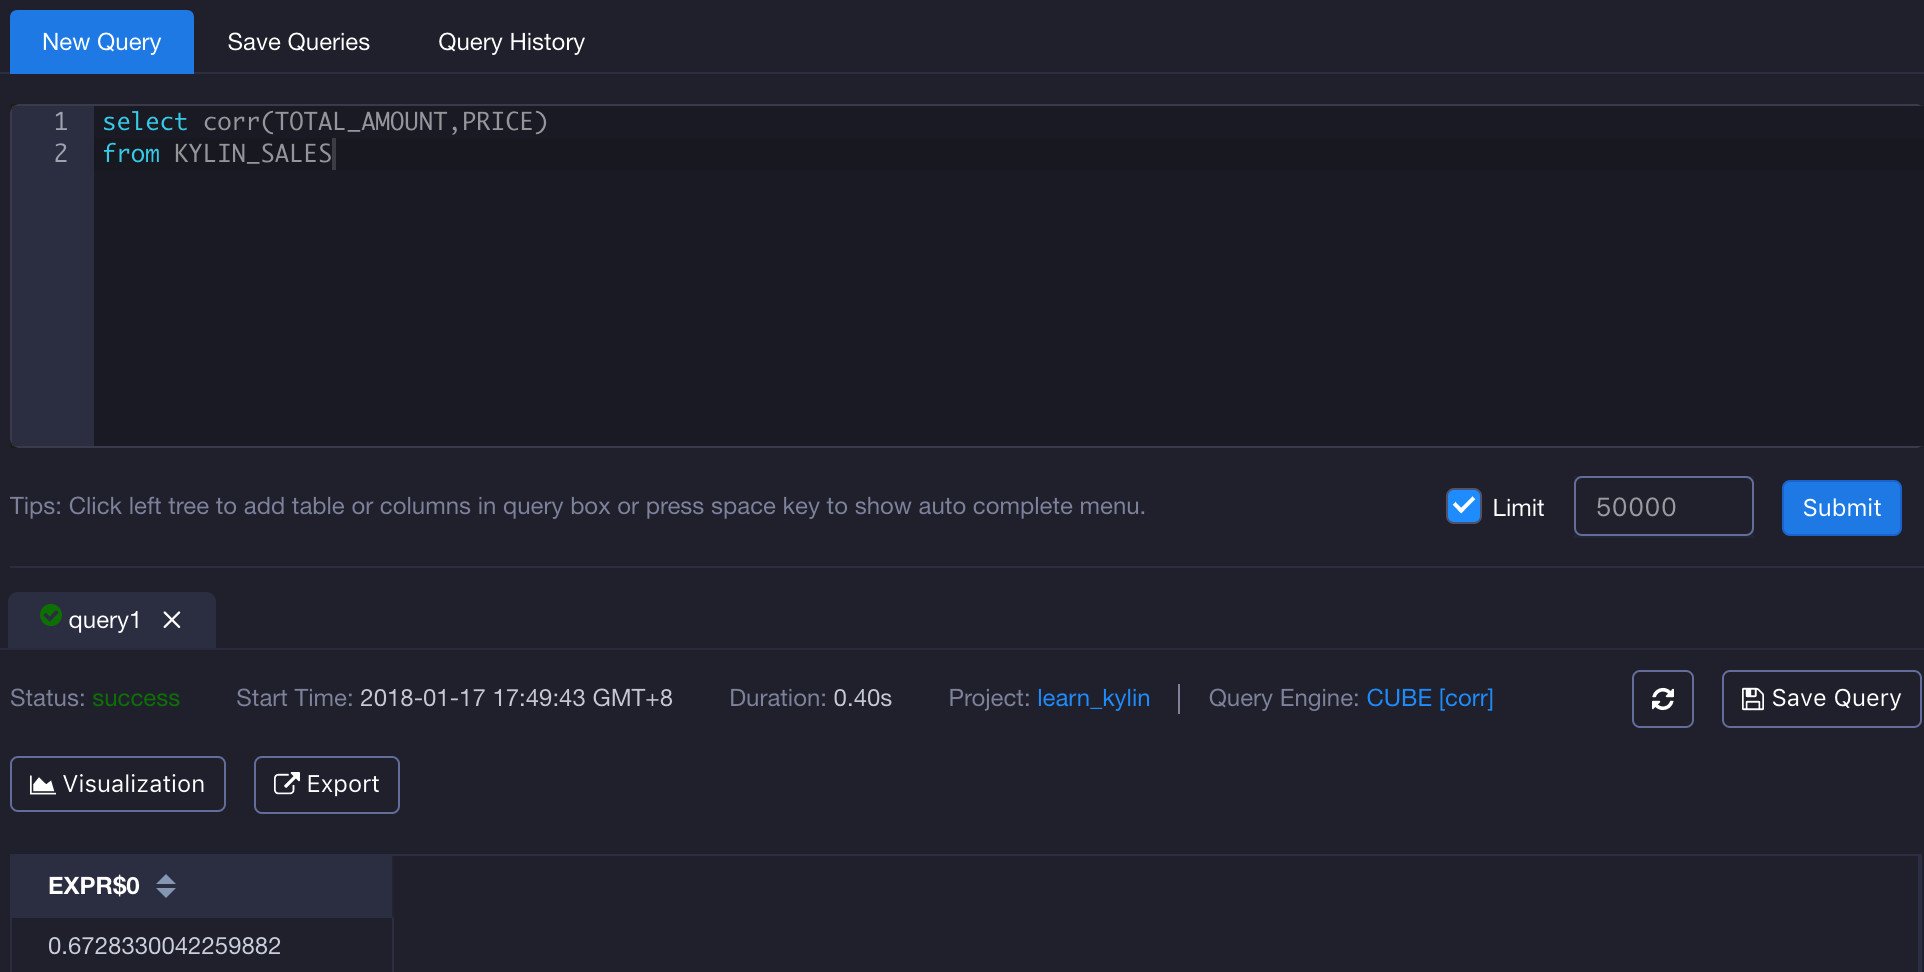 New Query Save Queries Query History
1 select corr(TOTAL_AMOUNT,PRICE)
2 from KYLIN_SALES
Tips: Click left tree to add table or columns in query box or press space key to show auto complete menu. Limit 50000 Submit
query1
Status: success Start Time: 2018-01-17 17:49:43 GMT+8 Duration: 0.40s Project: learn_kylin | Query Engine: CUBE [corr] Save Query
Visualization Export
EXPR$0
0.6728330042259882